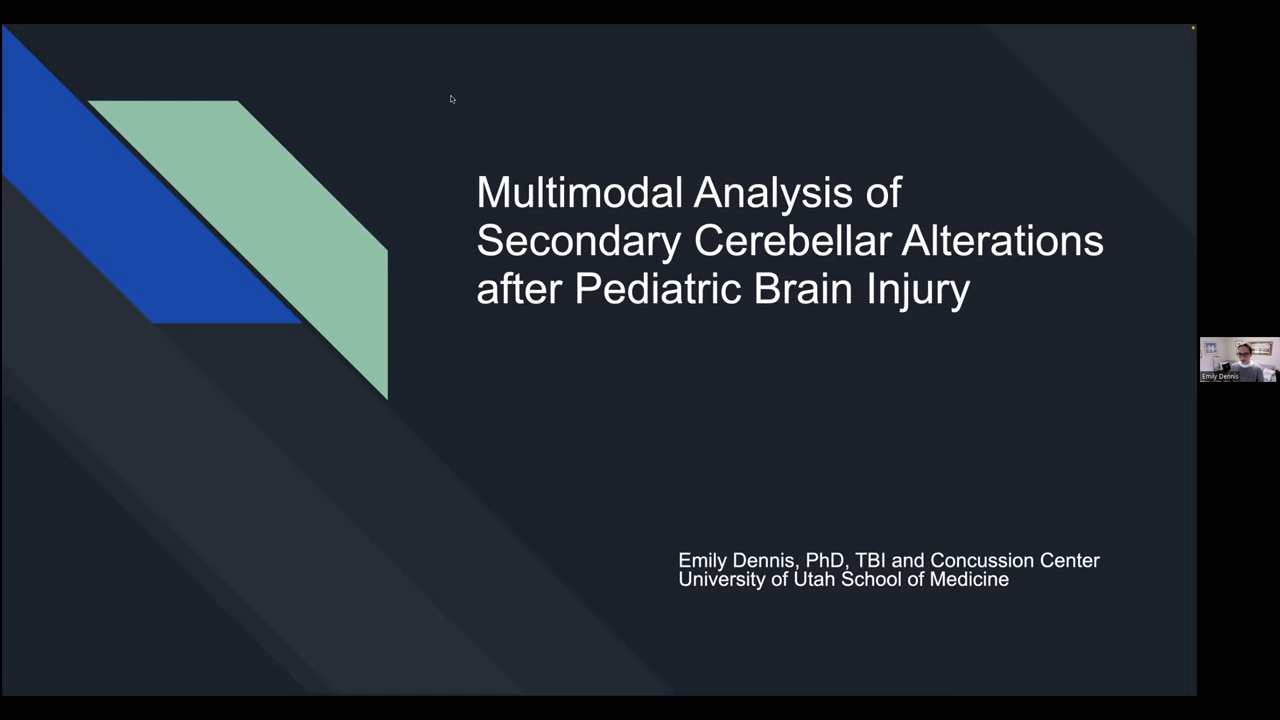 Multimodal Analysis of
Secondary Cerebellar Alterations
after Pediatric Brain Injury
Emily Dennis
Emily Dennis, PhD, TBI and Concussion Center
University of Utah School of Medicine